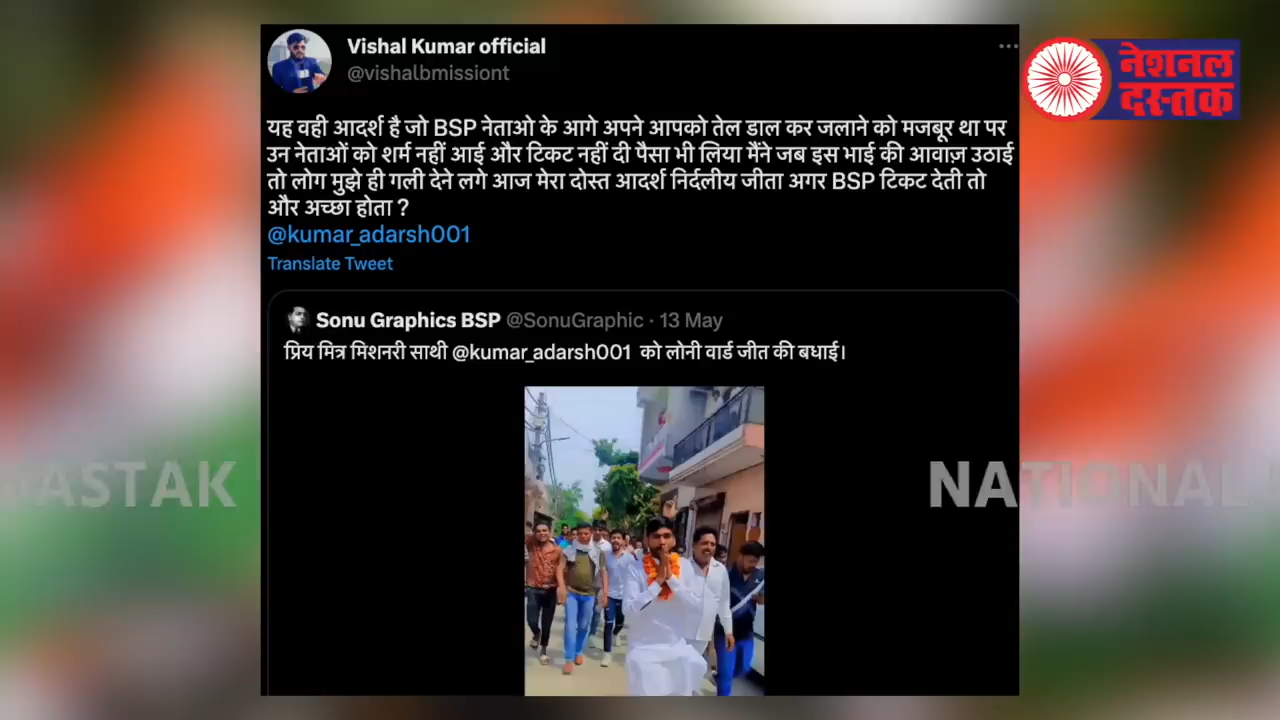 Vishal Kumar official
@vishalbmissiont
नेशनल
दस्तक
यह वही आदर्श है जो BSP नेताओ के आगे अपने आपको तेल डाल कर जलाने को मजबूर था पर
उन नेताओं को शर्म नहीं आई और टिकट नहीं दी पैसा भी लिया मैंने जब इस भाई की आवाज़ उठाई
तो लोग मुझे ही गली देने लगे आज मेरा दोस्त आदर्श निर्दलीय जीता अगर BSP टिकट देती तो
और अच्छा होता ?
@kumar_adarsh001
Translate Tweet
Sonu Graphics BSP @SonuGraphic · 13 May
प्रिय मित्र मिशनरी साथी @kumar_adarsh001 को लोनी वार्ड जीत की बधाई।
DASTAK
NATIONAL